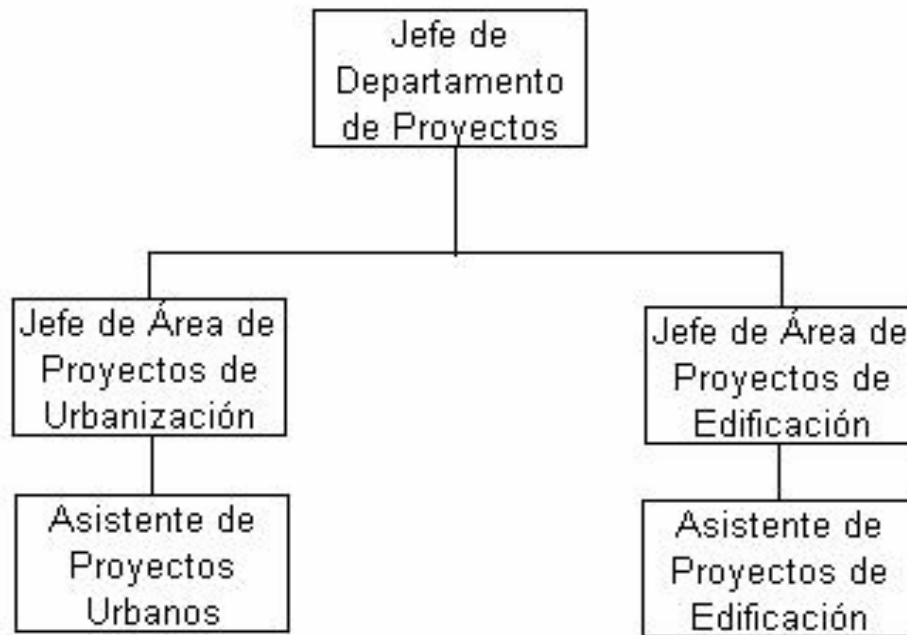 Jefe de
Departamento
de Proyectos
Jefe de Área de
Proyectos de
Urbanización
Jefe de Área de
Proyectos de
Edificación
Asistente de
Proyectos
Urbanos
Asistente de
Proyectos de
Edificación